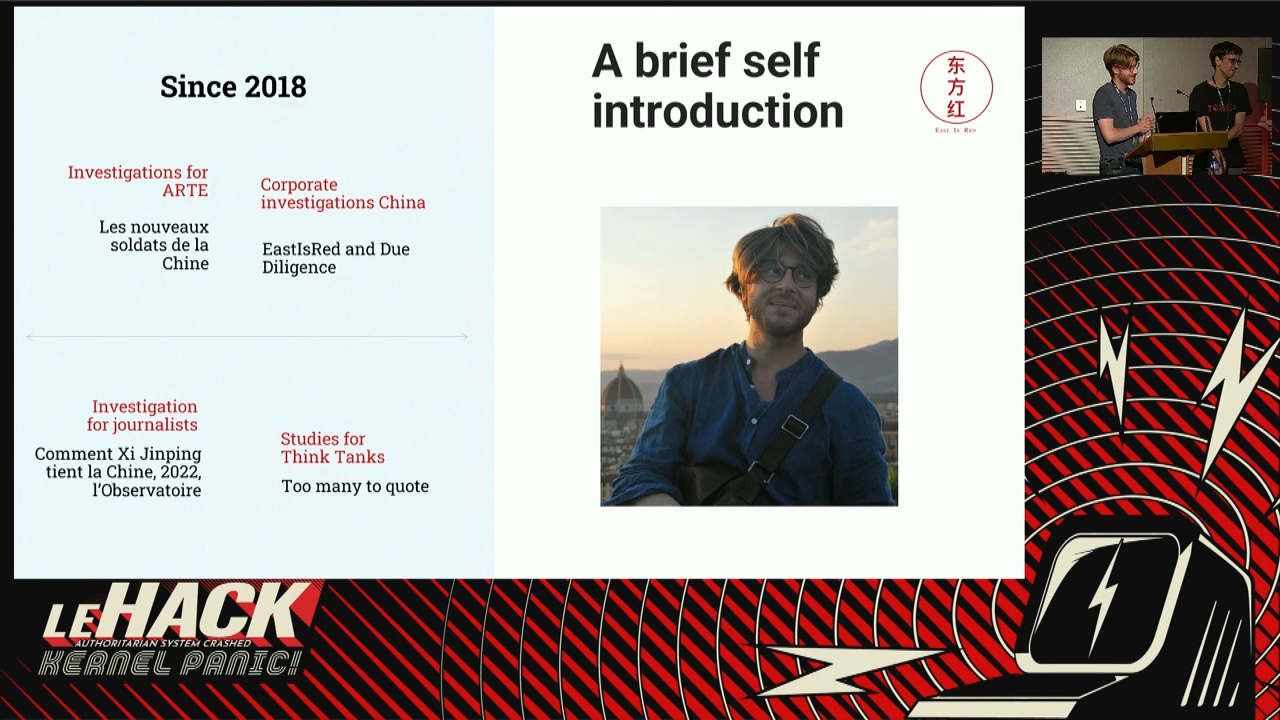 Since 2018
Investigations for
ARTE
Les nouveaux
soldats de la
Chine
Corporate
investigations China
EastIsRed and Due
Diligence
Investigation
for journalists
Comment Xi Jinping
tient la Chine, 2022,
l'Observatoire
Studies for
Think Tanks
Too many to quote
A brief self
introduction
东
方
红
East Is Red
LEHACK
AUTHORITARIAN SYSTEM CRASHED
KERNEL PANIC!